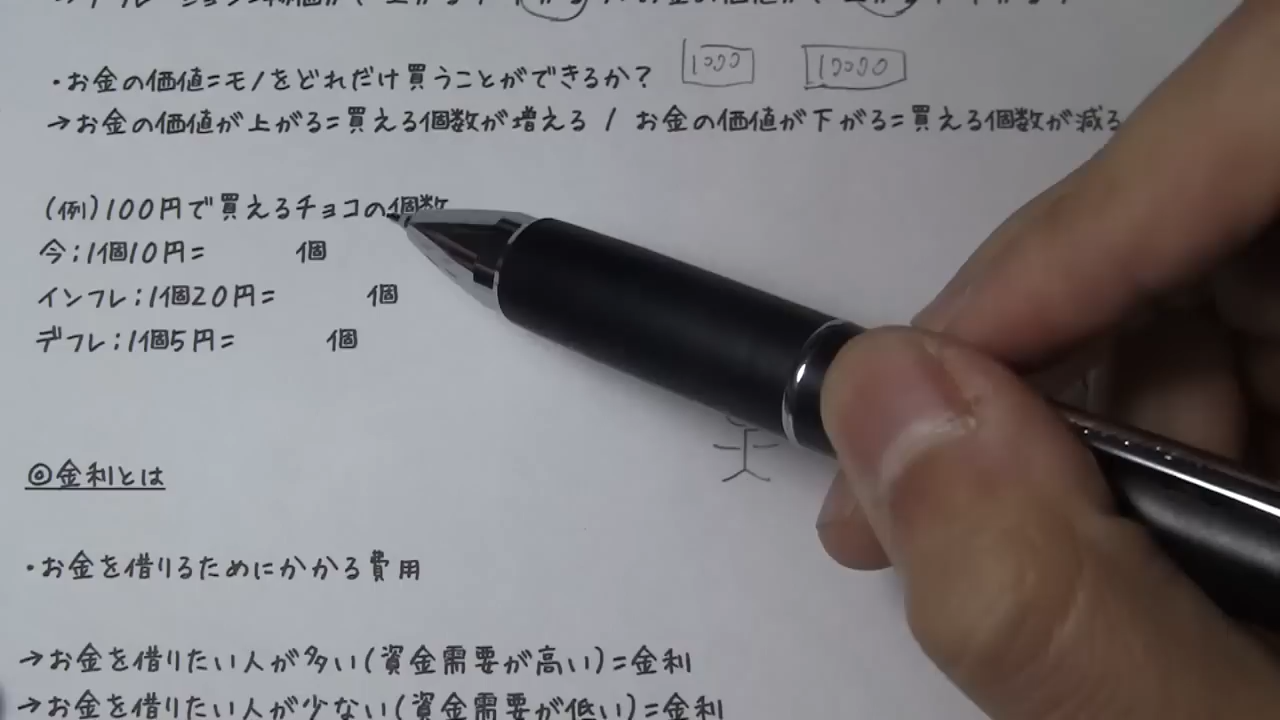 ・お金の価値=モノをどれだけ買うことができるか? 1000 10000
→お金の価値が上がる=買える個数が増える / お金の価値が下がる=買える個数が減る
(例)100円で買えるチョコの個数
今:1個10円= 個
インフレ:1個20円= 個
デフレ:1個5円= 個
◎金利とは
・お金を借りるためにかかる費用
→お金を借りたい人が多い(資金需要が高い)=金利
→お金を借りたい人が少ない(資金需要が低い)=金利